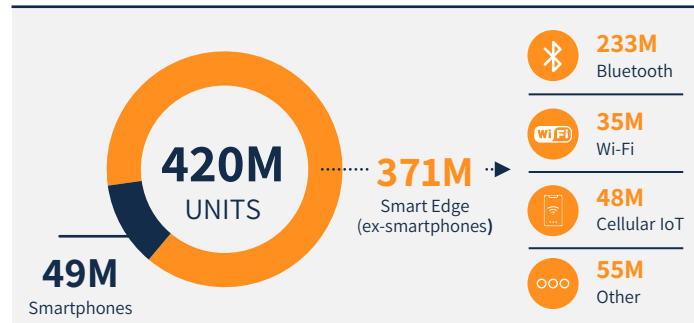 420M
UNITS
49M
Smartphones
371M
Smart Edge
(ex-smartphones)
233M
Bluetooth
WiFi
35M
Wi-Fi
48M
Cellular IoT
55M
Other